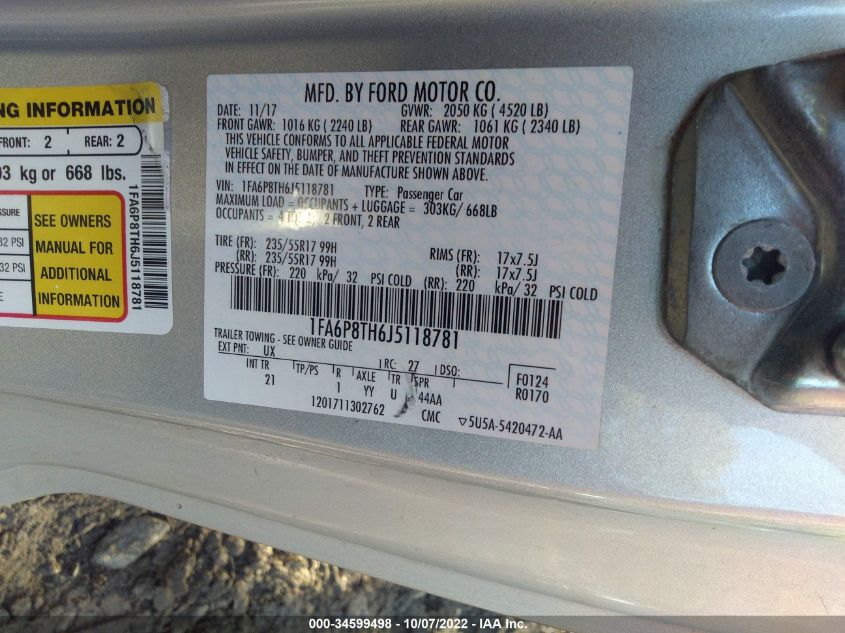 NG INFORMATION
FRONT: 2 REAR: 2
03 kg or 668 lbs.
32 PSI
32 PSI
SEE OWNERS
MANUAL FOR
ADDITIONAL
INFORMATION
1FA6P8TH6J5118781
MFD. BY FORD MOTOR CO.
DATE: 11/17 GVWR: 2050 KG ( 4520 LB)
FRONT GAWR: 1016 KG ( 2240 LB) REAR GAWR: 1061 KG ( 2340 LB)
THIS VEHICLE CONFORMS TO ALL APPLICABLE FEDERAL MOTOR
VEHICLE SAFETY, BUMPER, AND THEFT PREVENTION STANDARDS
IN EFFECT ON THE DATE OF MANUFACTURE SHOWN ABOVE.
VIN: 1FA6P8TH6J5118781 TYPE: Passenger Car
MAXIMUM LOAD = OCCUPANTS + LUGGAGE = 303KG/ 668LB
OCCUPANTS = 4 2 FRONT, 2 REAR
TIRE (FR): 235/55R17 99H RIMS (FR): 17x7.5J
(RR): 235/55R17 99H (RR): 17x7.5J
PRESSURE (FR): 220 kPa/ 32 PSI COLD (RR): 220 kPa/ 32 PSI COLD
1FA6P8TH6J5118781
TRAILER TOWING - SEE OWNER GUIDE
EXT PNT: UX RC: 27 DSO:
INT TR TP/PS R AXLE TR SPR F0124
21 1 YY U 44AA R0170
1201711302762 CMC ▽5U5A-5420472-AA
000-34599498 - 10/07/2022 - IAA Inc.